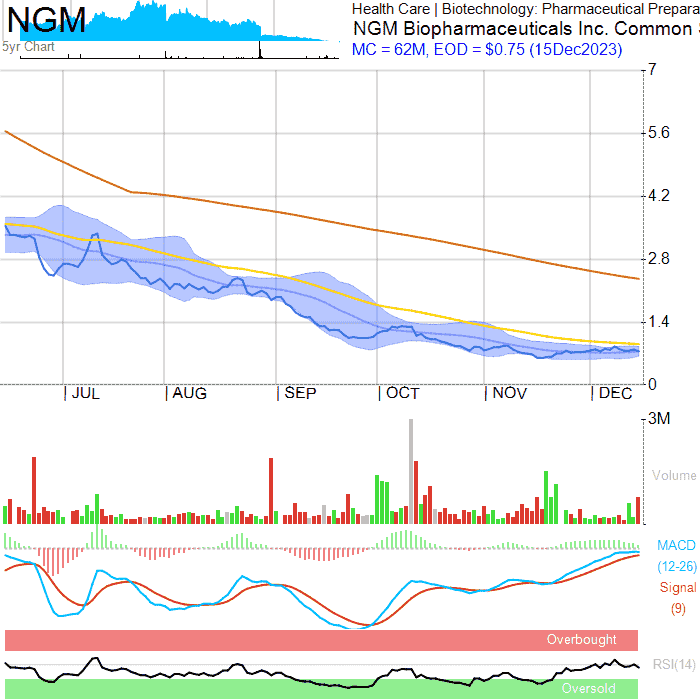 NGM
5yr Chart
Health Care | Biotechnology: Pharmaceutical Prepara
NGM Biopharmaceuticals Inc. Common
MC = 62M, EOD = $0.75 (15Dec2023)
7
5.6
4.2
2.8
1.4
0
| JUL | AUG | SEP | OCT | NOV | DEC
3M
Volume
MACD
(12-26)
Signal
(9)
Overbought
RSI(14)
Oversold